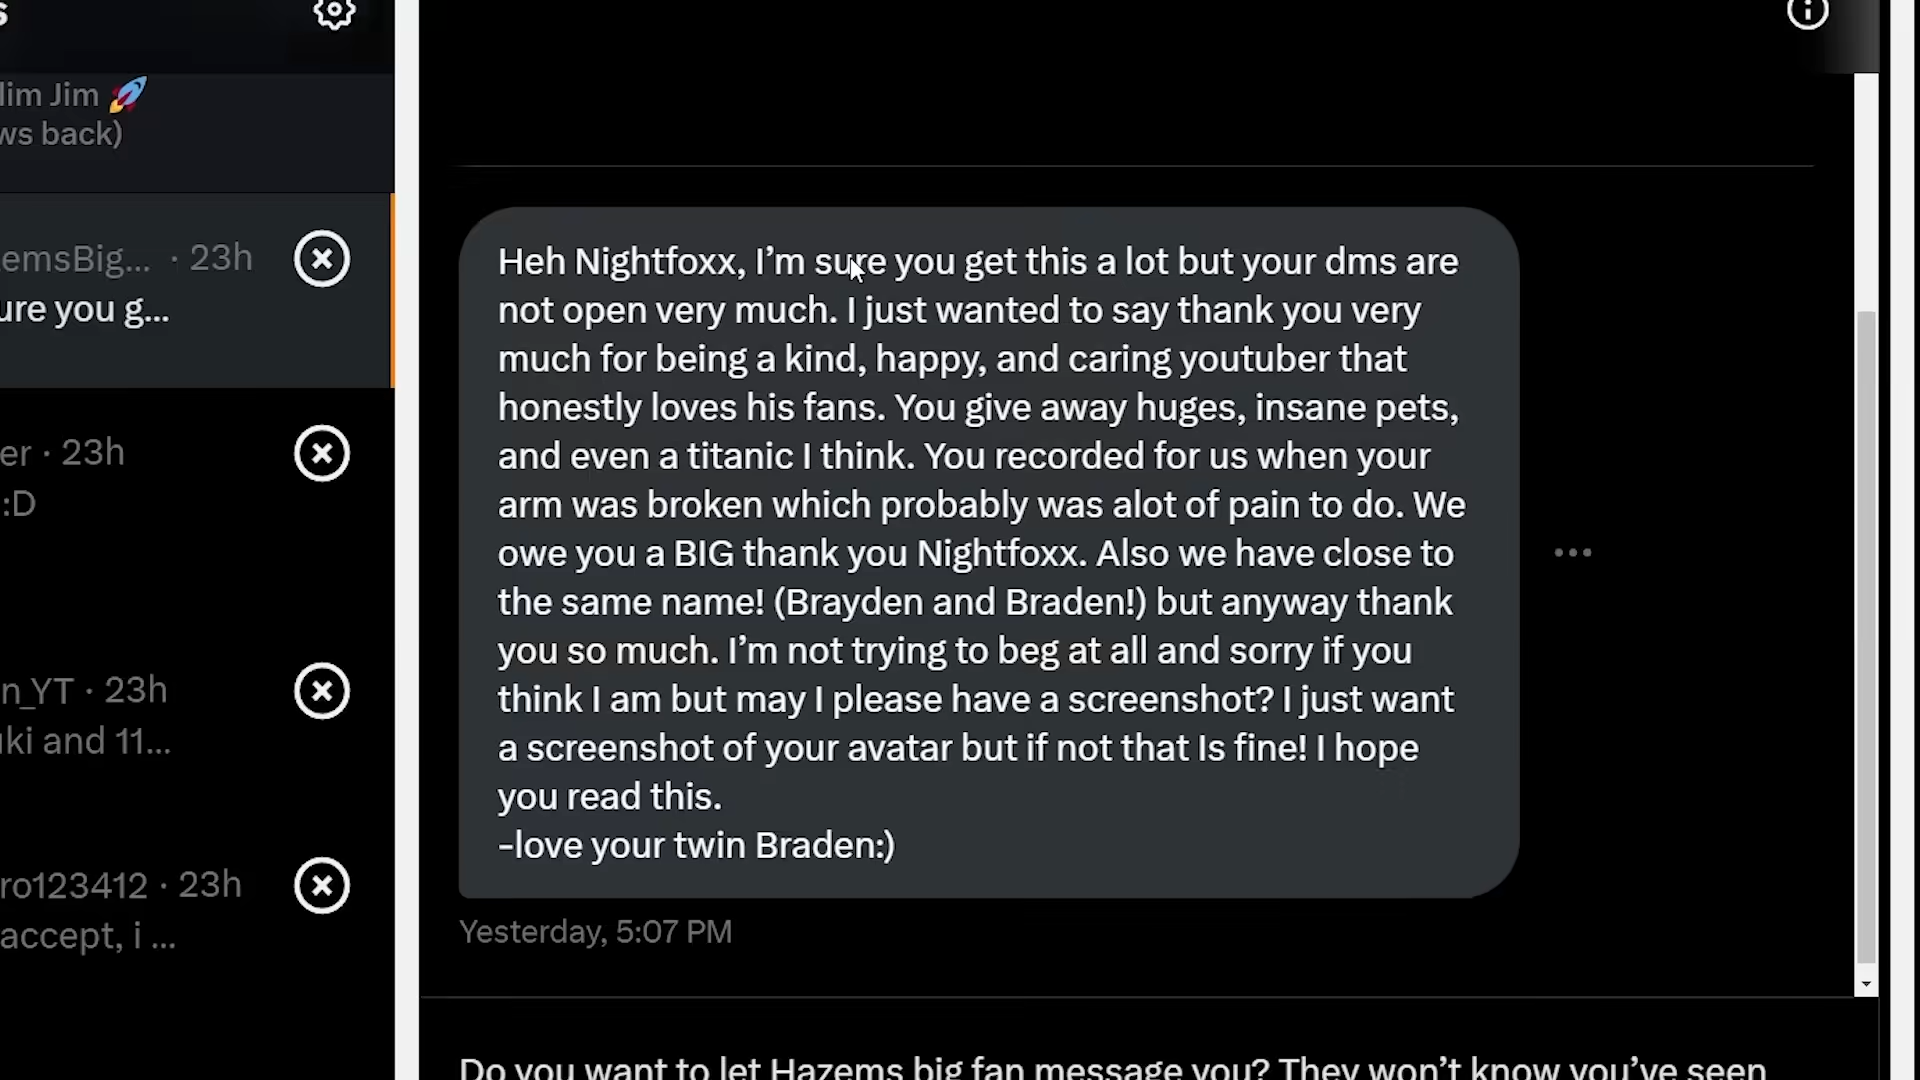 s
lim Jim 🚀
ws back)
emsBig... · 23h
ure you g...
er · 23h
:D
n_YT · 23h
ıki and 11...
ro123412 · 23h
accept, i ...
Heh Nightfoxx, I’m sure you get this a lot but your dms are
not open very much. I just wanted to say thank you very
much for being a kind, happy, and caring youtuber that
honestly loves his fans. You give away huges, insane pets,
and even a titanic I think. You recorded for us when your
arm was broken which probably was alot of pain to do. We
owe you a BIG thank you Nightfoxx. Also we have close to
the same name! (Brayden and Braden!) but anyway thank
you so much. I’m not trying to beg at all and sorry if you
think I am but may I please have a screenshot? I just want
a screenshot of your avatar but if not that Is fine! I hope
you read this.
-love your twin Braden:)
Yesterday, 5:07 PM
Do you want to let Hazems big fan message you? They won’t know you’ve seen